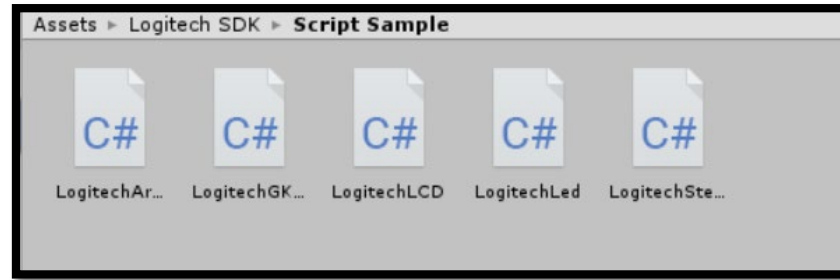 Assets ▸ Logitech SDK ▸ Script Sample
C# C# C# C# C#
LogitechAr... LogitechGK... LogitechLCD LogitechLed LogitechSte...